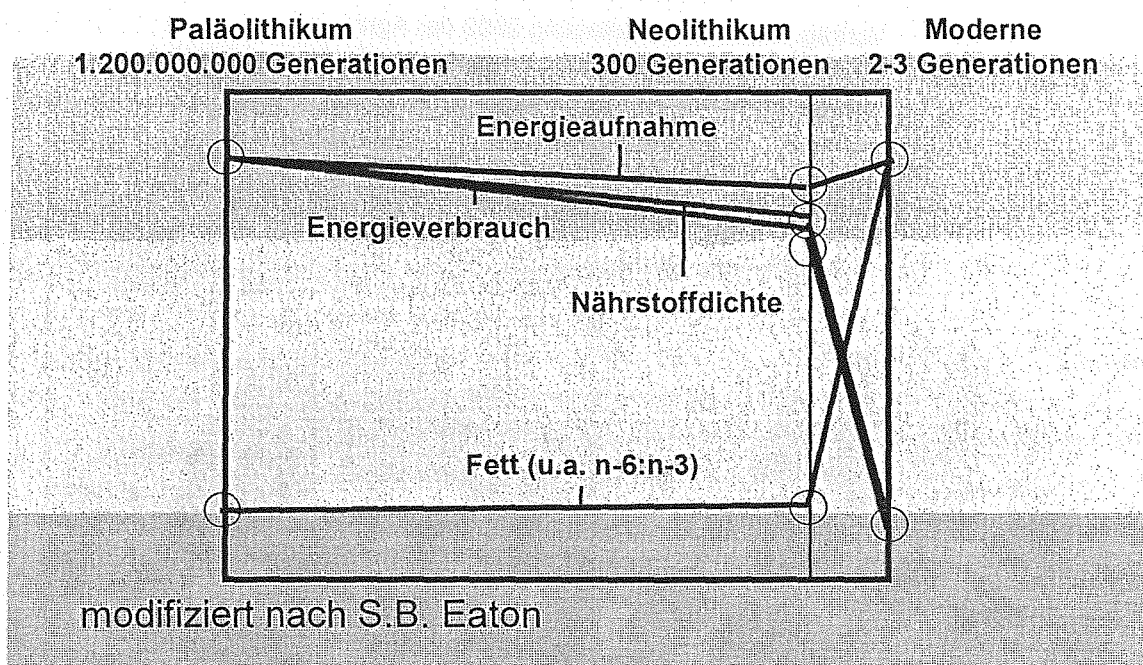 Paläolithikum
1.200.000.000 Generationen
Neolithikum
300 Generationen
Moderne
2-3 Generationen
Energieaufnahme
Energieverbrauch
Nährstoffdichte
Fett (u.a. n-6:n-3)
modifiziert nach S.B. Eaton